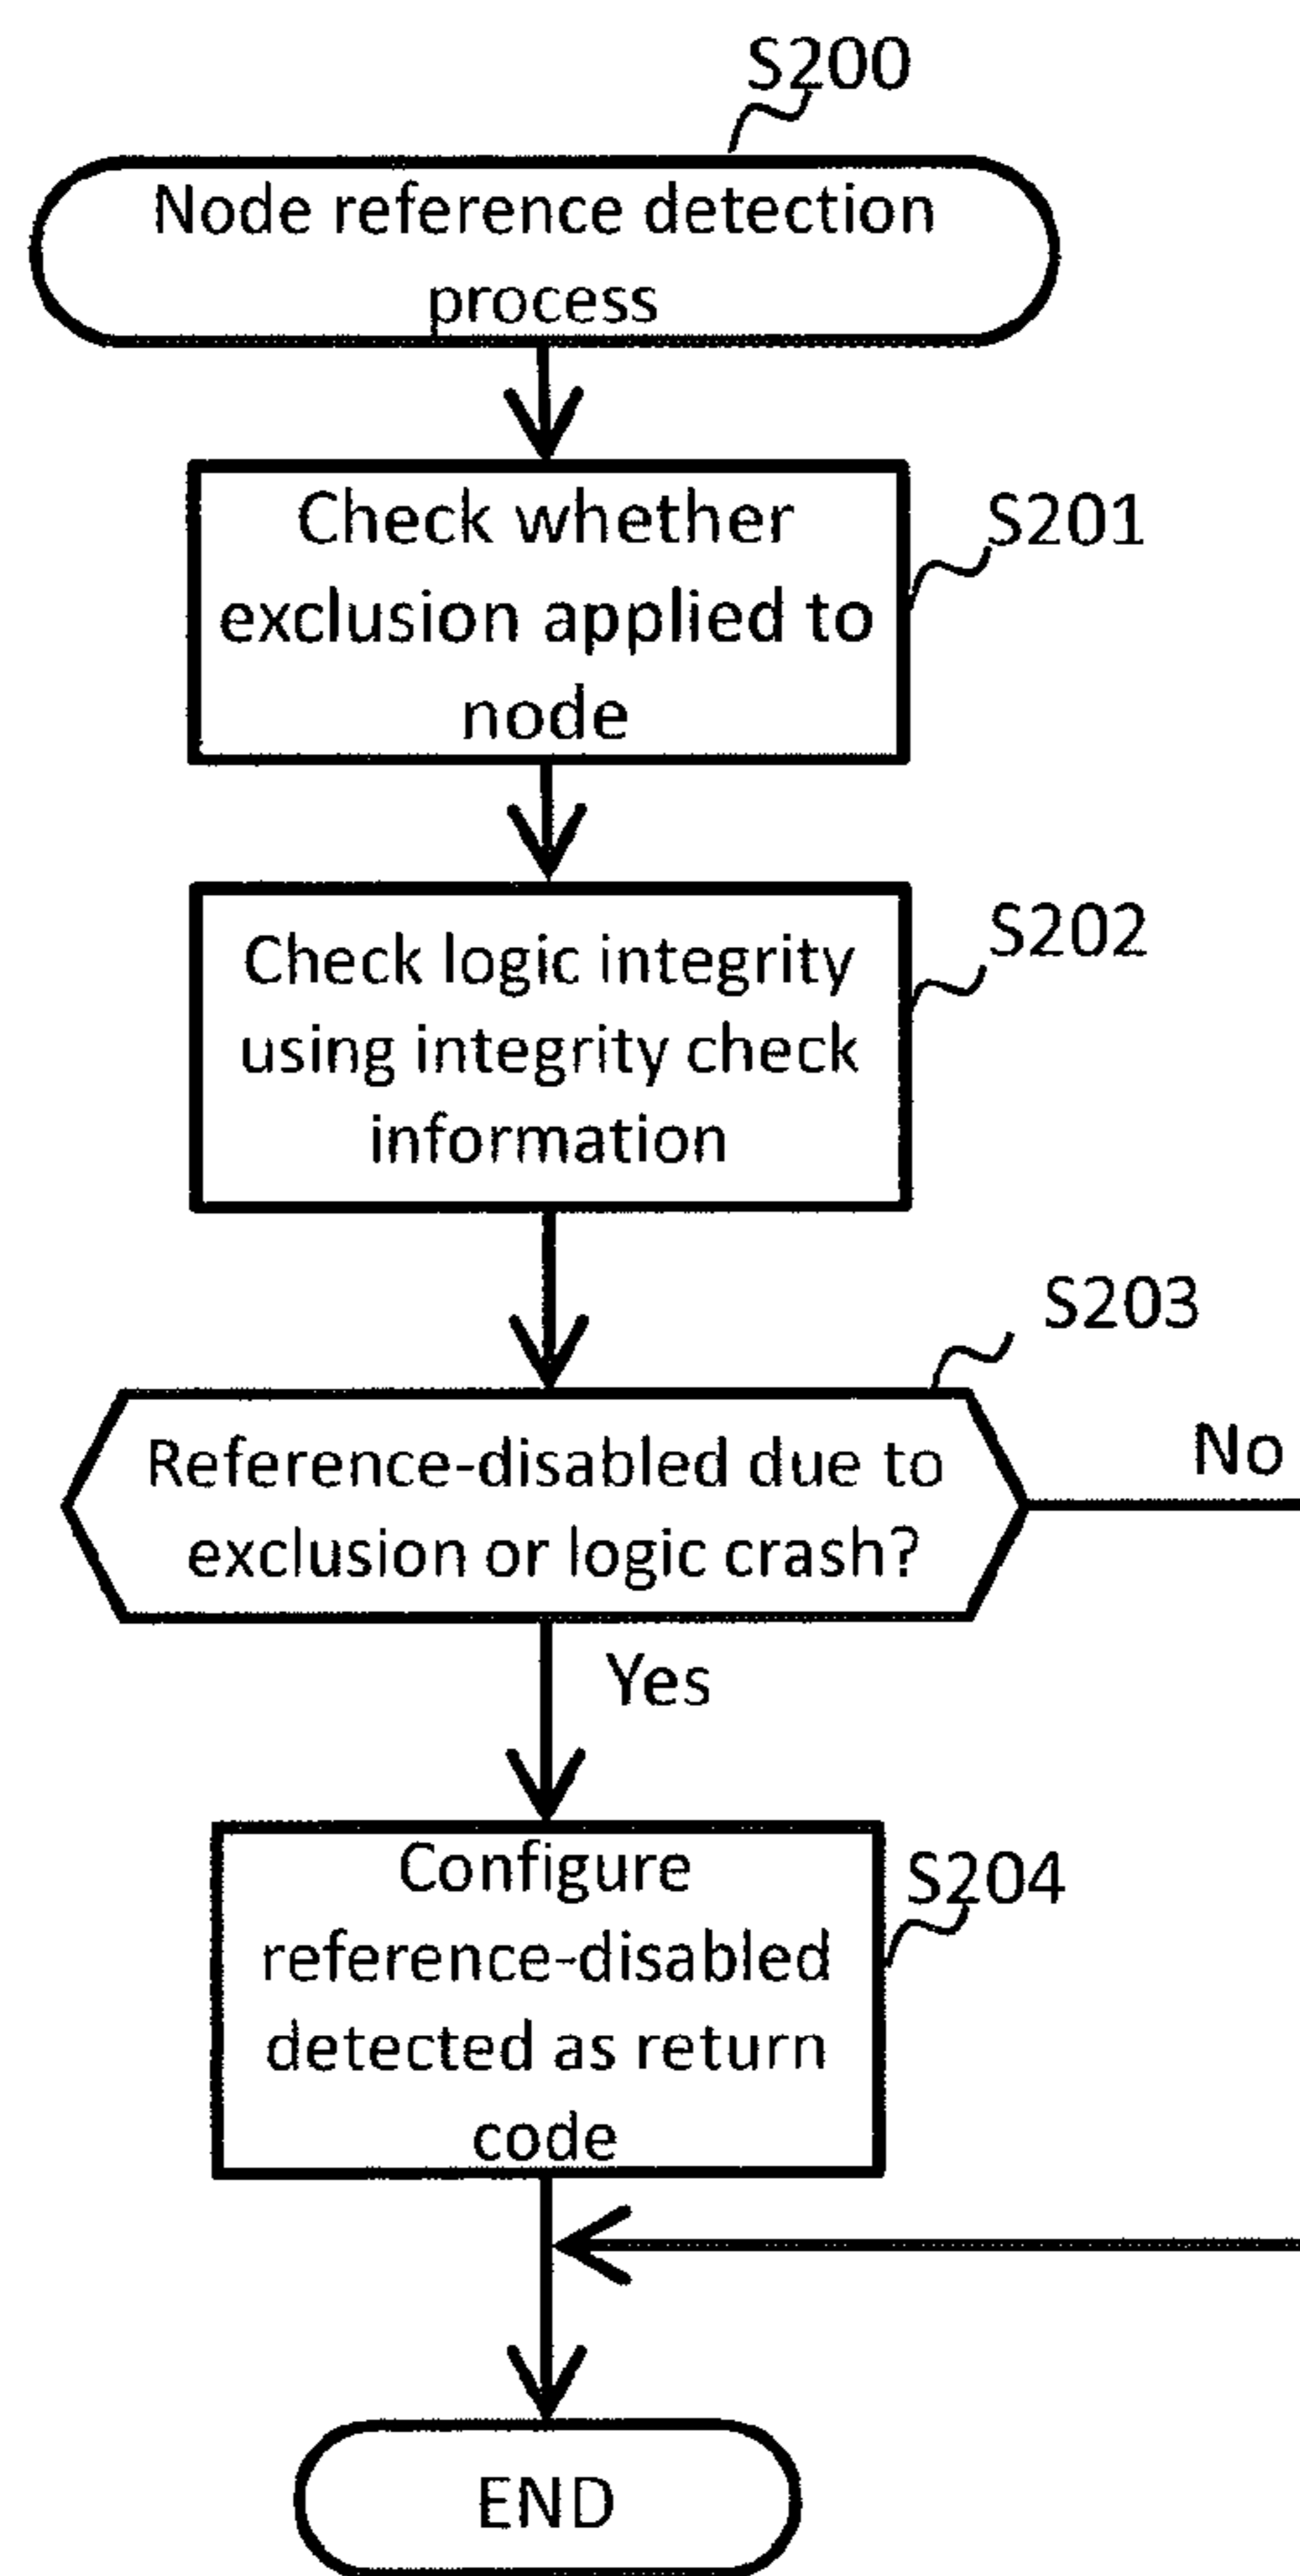 S200
Node reference detection
process
Check whether
exclusion applied to
node
S201
Check logic integrity
using integrity check
information
S202
S203
Reference-disabled due to
exclusion or logic crash?
No
Yes
Configure
reference-disabled
detected as return
code
S204
END